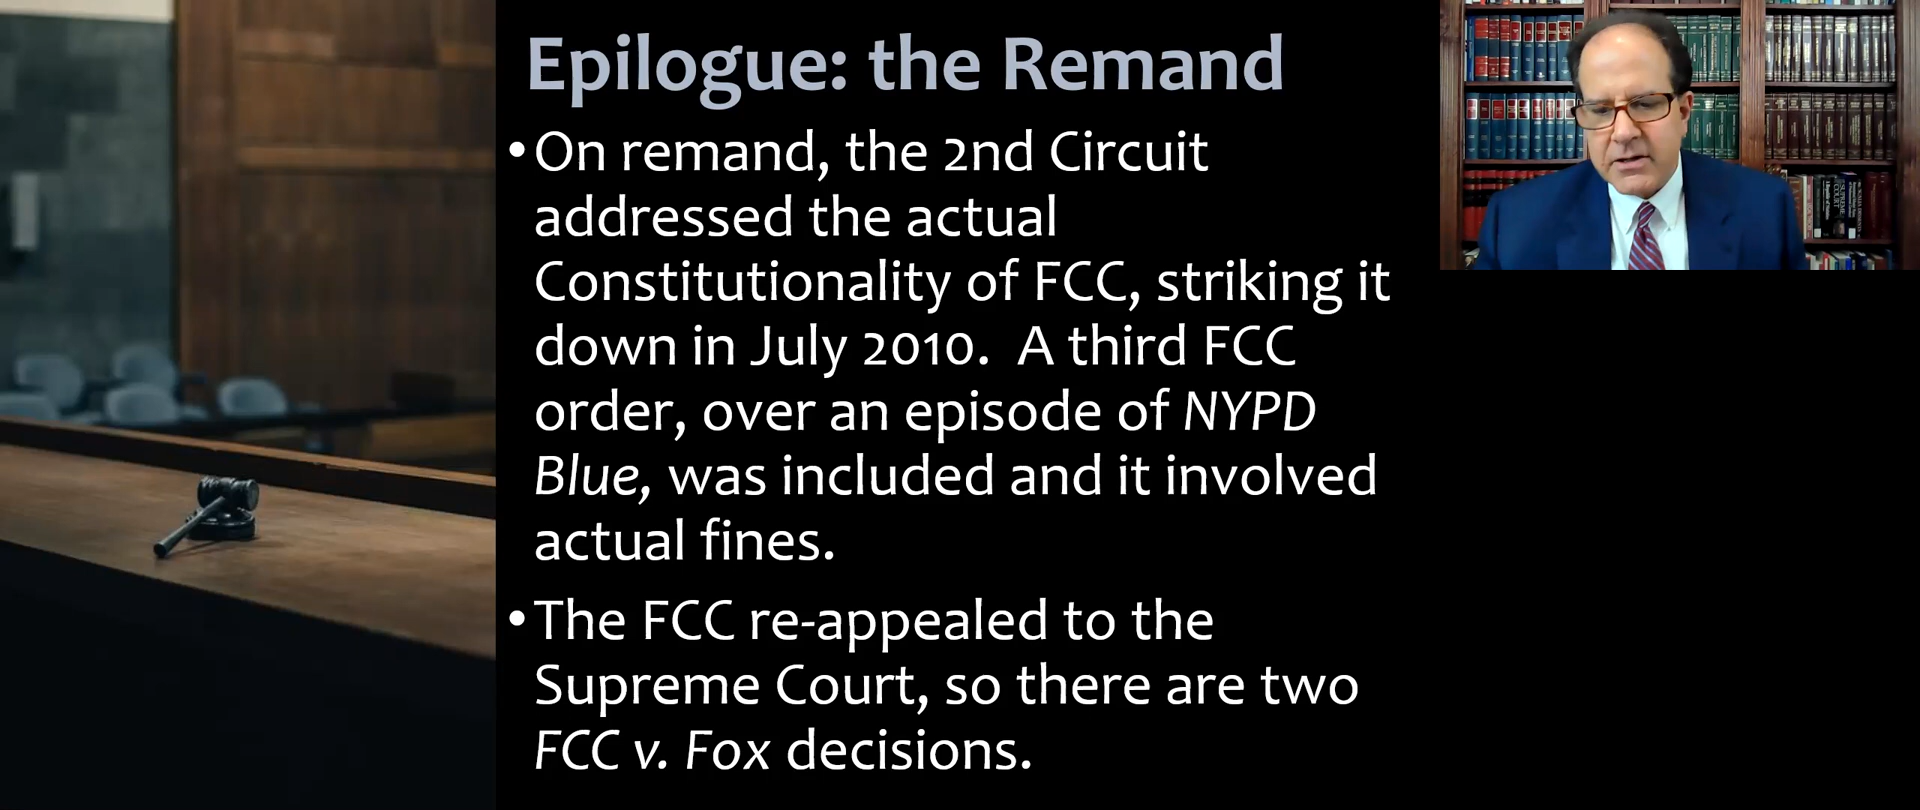 Epilogue: the Remand
•On remand, the 2nd Circuit
addressed the actual
Constitutionality of FCC, striking it
down in July 2010.  A third FCC
order, over an episode of NYPD
Blue, was included and it involved
actual fines.
•The FCC re-appealed to the
Supreme Court, so there are two
FCC v. Fox decisions.